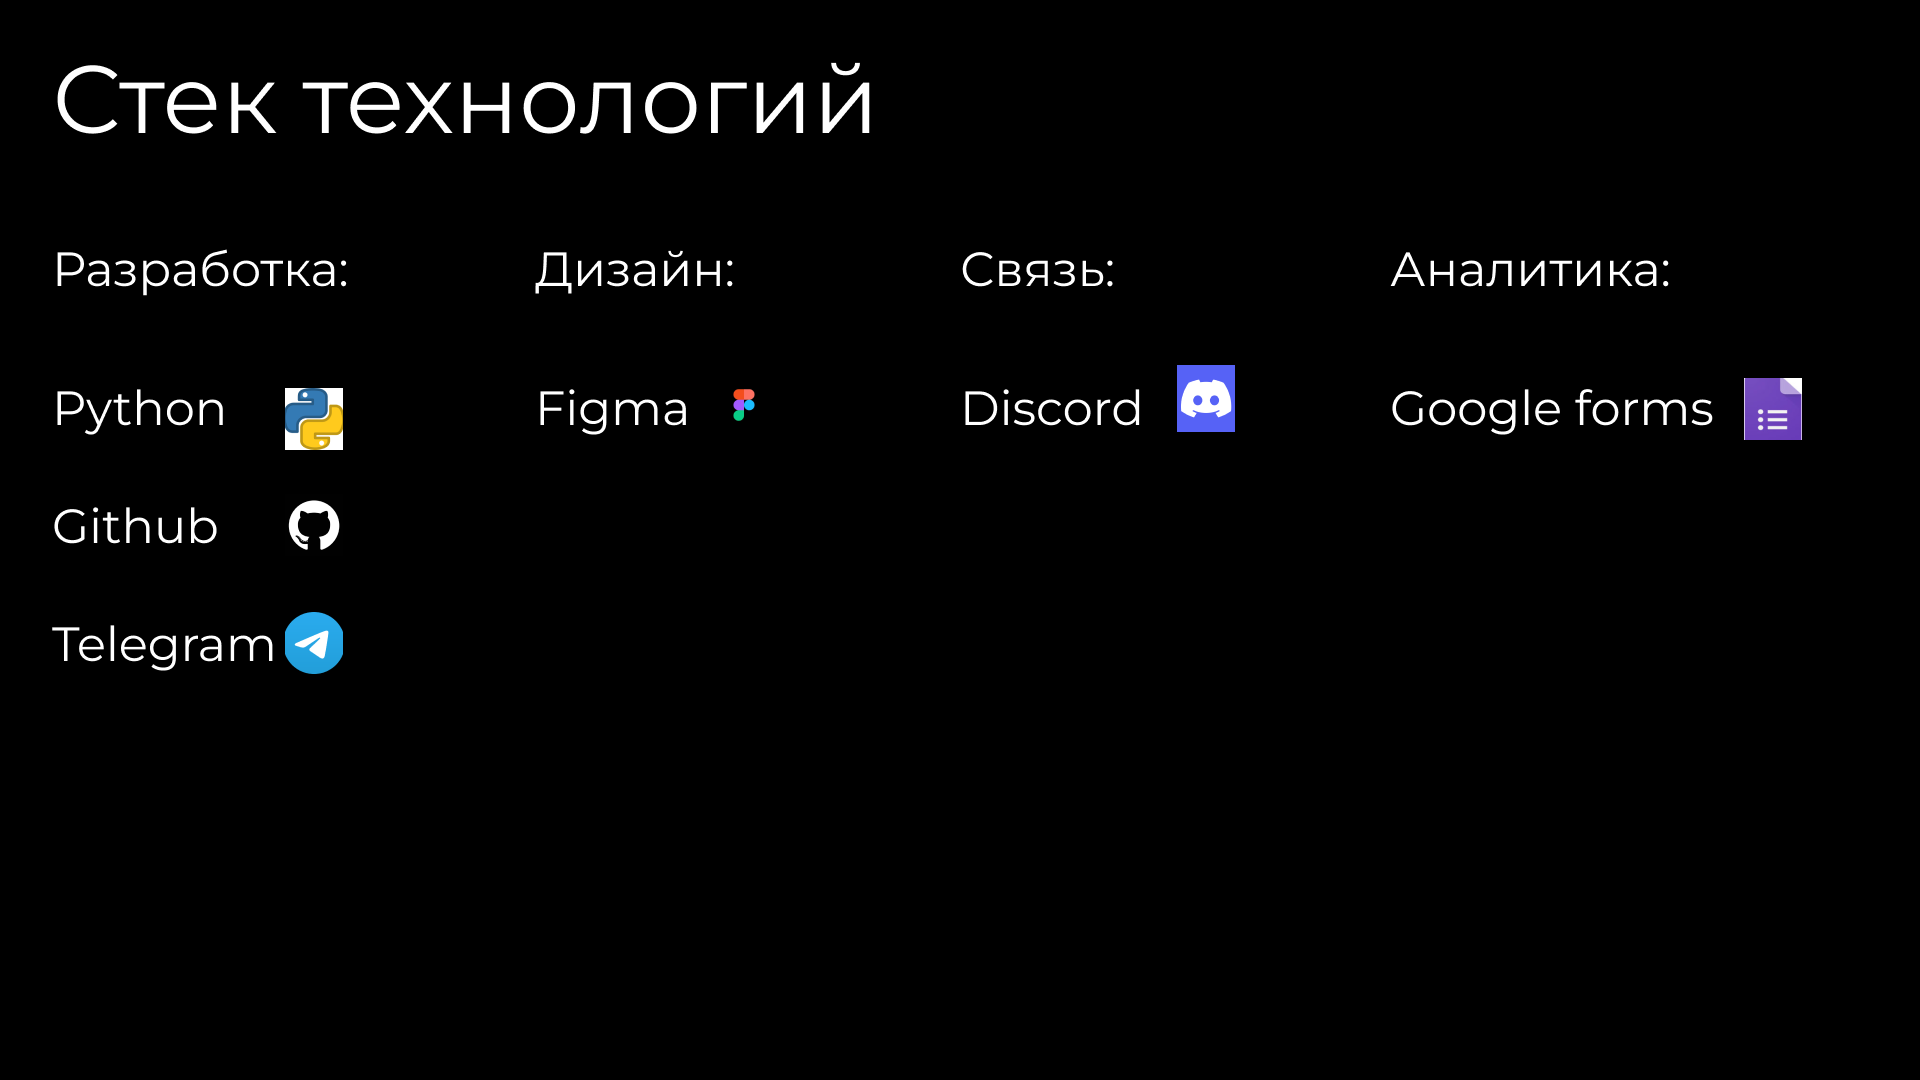 Стек технологий
Разработка:
Python
Github
Telegram
Дизайн:
Figma
Связь:
Discord
Аналитика:
Google forms